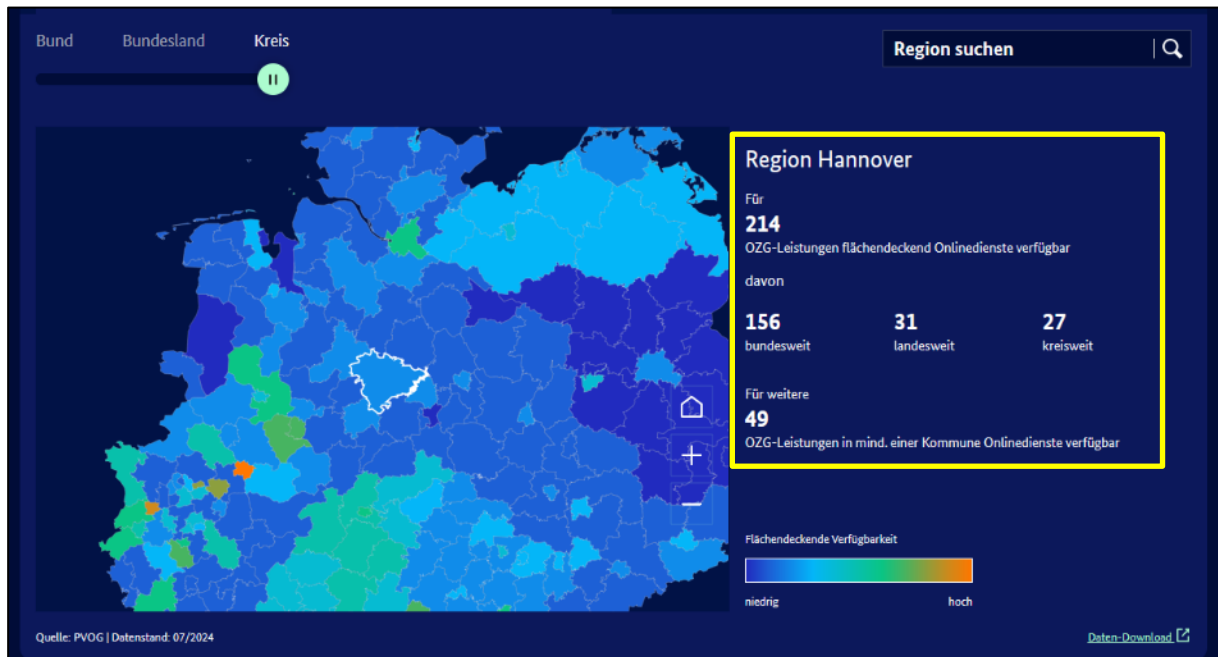 Bund Bundesland Kreis
Region suchen
Region Hannover
Für
214
OZG-Leistungen flächendeckend Onlinedienste verfügbar
davon
156 31 27
bundesweit landesweit kreisweit
Für weitere
49
OZG-Leistungen in mind. einer Kommune Onlinedienste verfügbar
Flächendeckende Verfügbarkeit
niedrig hoch
Quelle: PVOG | Datenstand: 07/2024
Daten-Download